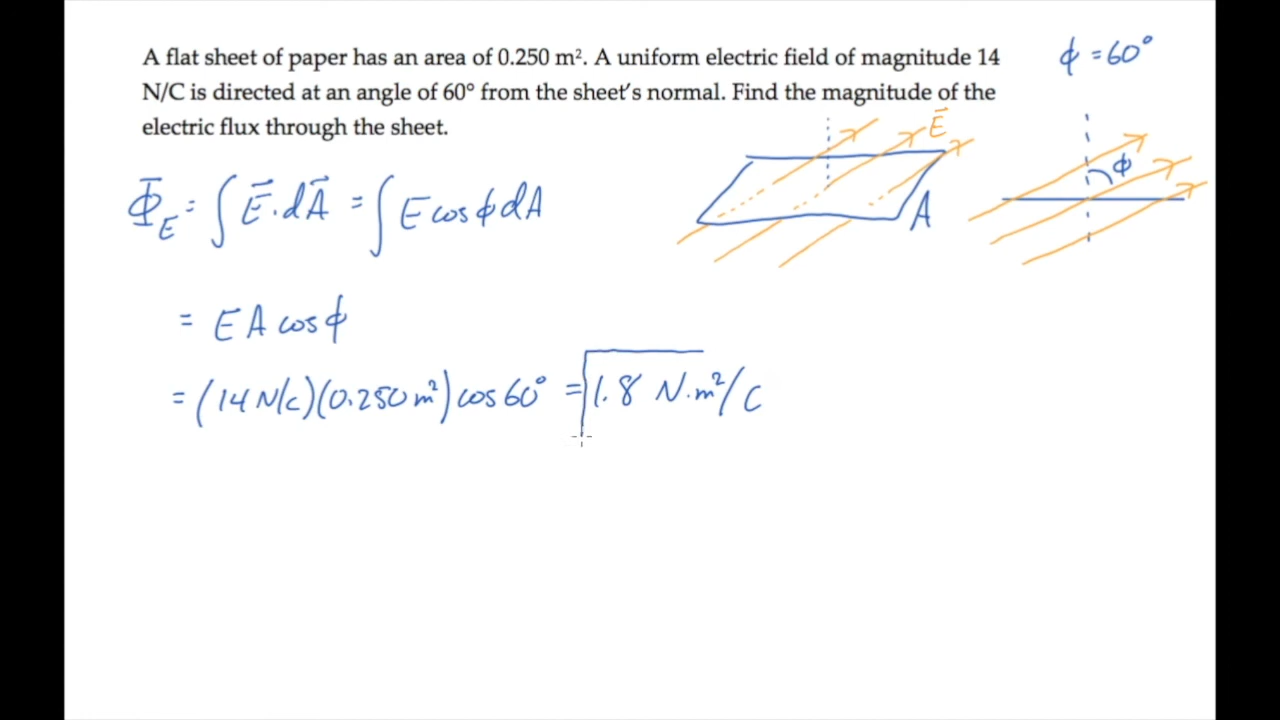 A flat sheet of paper has an area of 0.250 m². A uniform electric field of magnitude 14
N/C is directed at an angle of 60° from the sheet's normal. Find the magnitude of the
electric flux through the sheet.
ϕ = 60°
E⃗
A
ϕ
Φ_E = ∫ E⃗ · dA⃗ = ∫ E cos ϕ dA
= E A cos ϕ
= (14 N/C)(0.250 m²) cos 60° = 1.8 N·m²/C